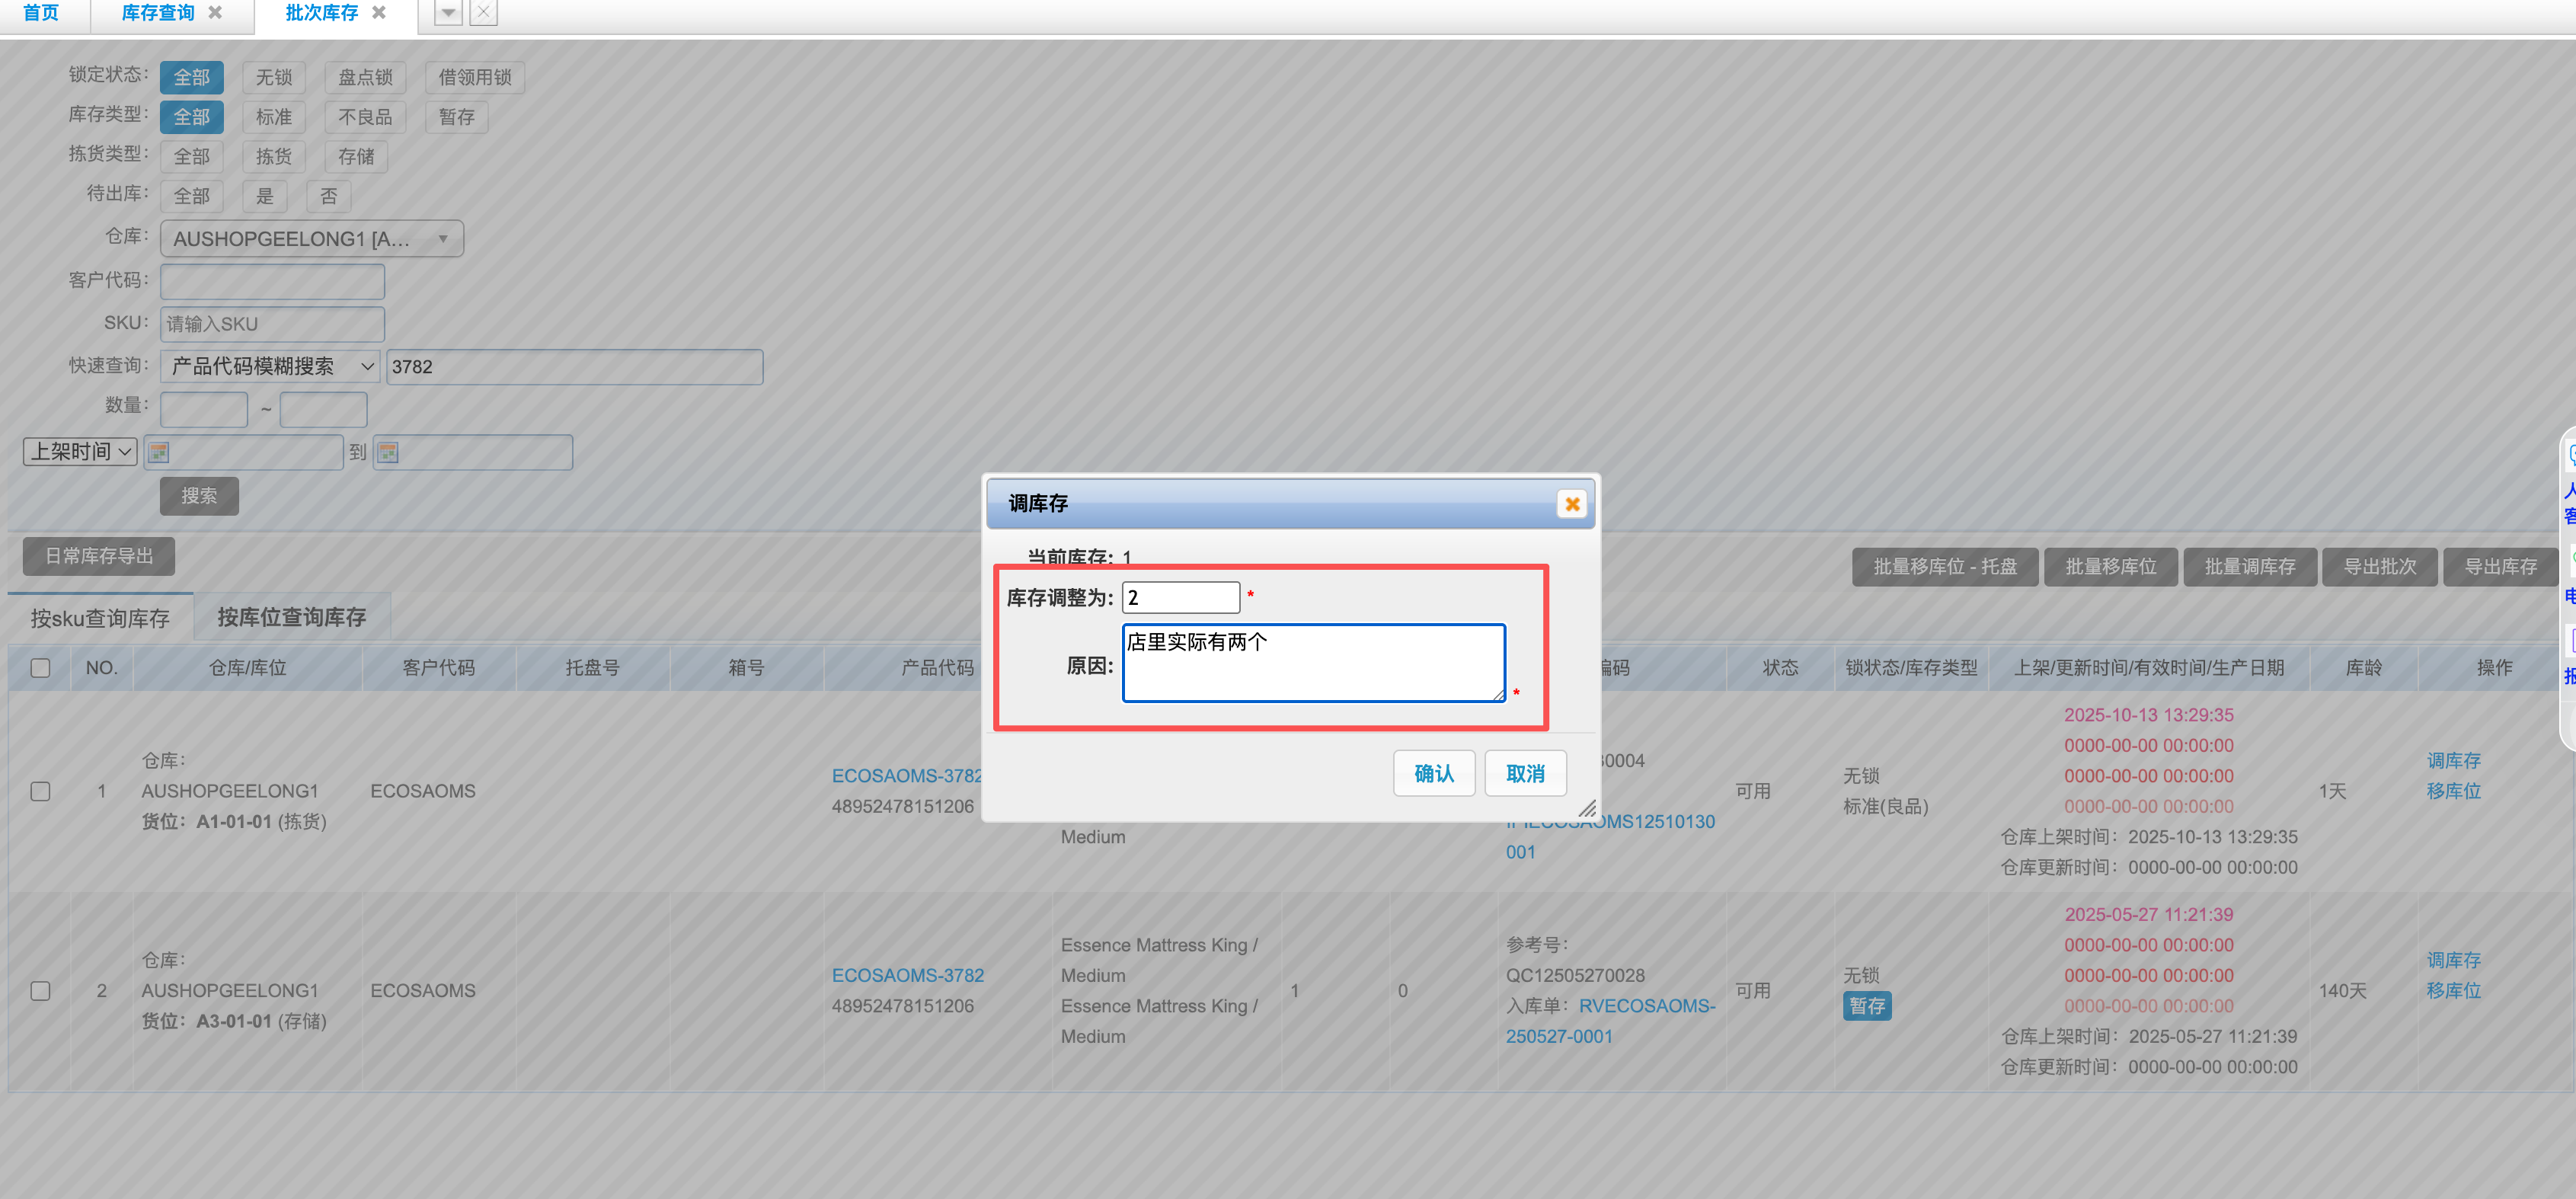 首页 库存查询 批次库存
锁定状态: 全部 无锁 盘点锁 借领用锁
库存类型: 全部 标准 不良品 暂存
拣货类型: 全部 拣货 存储
待出库: 全部 是 否
仓库: AUSHOPGEELONG1 [A...
客户代码:
SKU: 请输入SKU
快速查询: 产品代码模糊搜索 3782
数量: ~
上架时间 到
搜索
日常库存导出 批量移库位 - 托盘 批量移库位 批量调库存 导出批次 导出库存
按sku查询库存 按库位查询库存
NO. 仓库/库位 客户代码 托盘号 箱号 产品代码 编码 状态 锁状态/库存类型 上架/更新时间/有效时间/生产日期 库龄 操作
1
仓库:
AUSHOPGEELONG1
货位: A1-01-01 (拣货)
ECOSAOMS
ECOSAOMS-3782
48952478151206
Medium
0004
IPIECOSAOMS12510130
001
可用
无锁
标准(良品)
2025-10-13 13:29:35
0000-00-00 00:00:00
0000-00-00 00:00:00
0000-00-00 00:00:00
仓库上架时间: 2025-10-13 13:29:35
仓库更新时间: 0000-00-00 00:00:00
1天
调库存
移库位
2
仓库:
AUSHOPGEELONG1
货位: A3-01-01 (存储)
ECOSAOMS
ECOSAOMS-3782
48952478151206
Essence Mattress King /
Medium
Essence Mattress King /
Medium
1
0
参考号:
QC12505270028
入库单: RVECOSAOMS-
250527-0001
可用
无锁
暂存
2025-05-27 11:21:39
0000-00-00 00:00:00
0000-00-00 00:00:00
0000-00-00 00:00:00
仓库上架时间: 2025-05-27 11:21:39
仓库更新时间: 0000-00-00 00:00:00
140天
调库存
移库位
调库存
当前库存: 1
库存调整为: 2 *
原因: 店里实际有两个 *
确认 取消
人
客
电
报